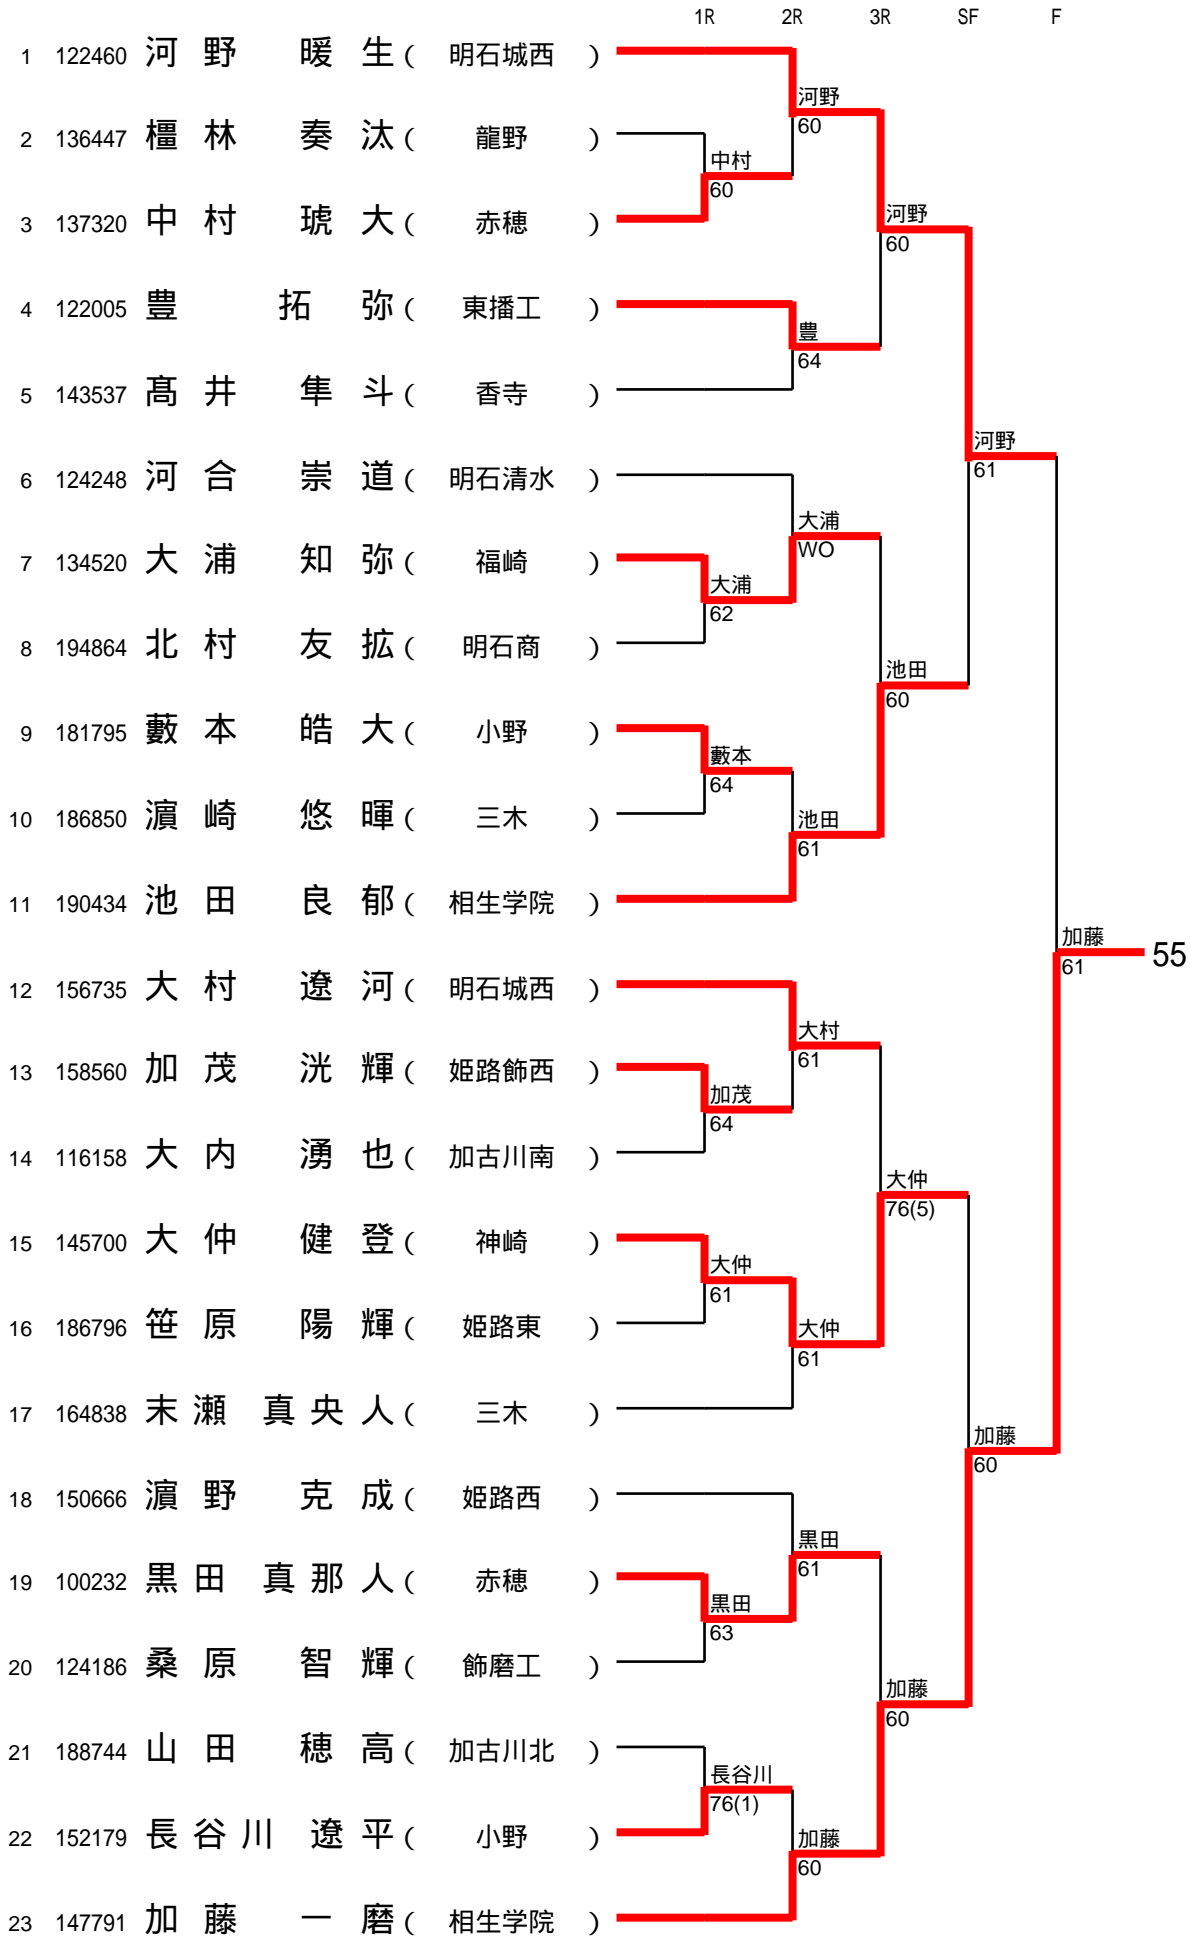 1R 2R 3R SF F
1 122460 河野 暖生 ( 明石城西 )
河野
2 136447 橿林 奏汰 ( 龍野 )
60
中村
60
3 137320 中村 琥大 ( 赤穂 )
河野
60
4 122005 豊 拓弥 ( 東播工 )
豊
64
5 143537 髙井 隼斗 ( 香寺 )
河野
61
6 124248 河合 崇道 ( 明石清水 )
大浦
WO
7 134520 大浦 知弥 ( 福崎 )
大浦
62
8 194864 北村 友拡 ( 明石商 )
池田
60
9 181795 藪本 皓大 ( 小野 )
藪本
64
10 186850 濵崎 悠暉 ( 三木 )
池田
61
11 190434 池田 良郁 ( 相生学院 )
加藤
61
55
12 156735 大村 遼河 ( 明石城西 )
大村
61
13 158560 加茂 洸輝 ( 姫路飾西 )
加茂
64
14 116158 大内 湧也 ( 加古川南 )
大仲
76(5)
15 145700 大仲 健登 ( 神崎 )
大仲
61
16 186796 笹原 陽輝 ( 姫路東 )
大仲
61
17 164838 末瀬 真央人 ( 三木 )
加藤
60
18 150666 濵野 克成 ( 姫路西 )
黒田
61
19 100232 黒田 真那人 ( 赤穂 )
黒田
63
20 124186 桑原 智輝 ( 飾磨工 )
加藤
60
21 188744 山田 穂高 ( 加古川北 )
長谷川
76(1)
22 152179 長谷川 遼平 ( 小野 )
加藤
60
23 147791 加藤 一磨 ( 相生学院 )